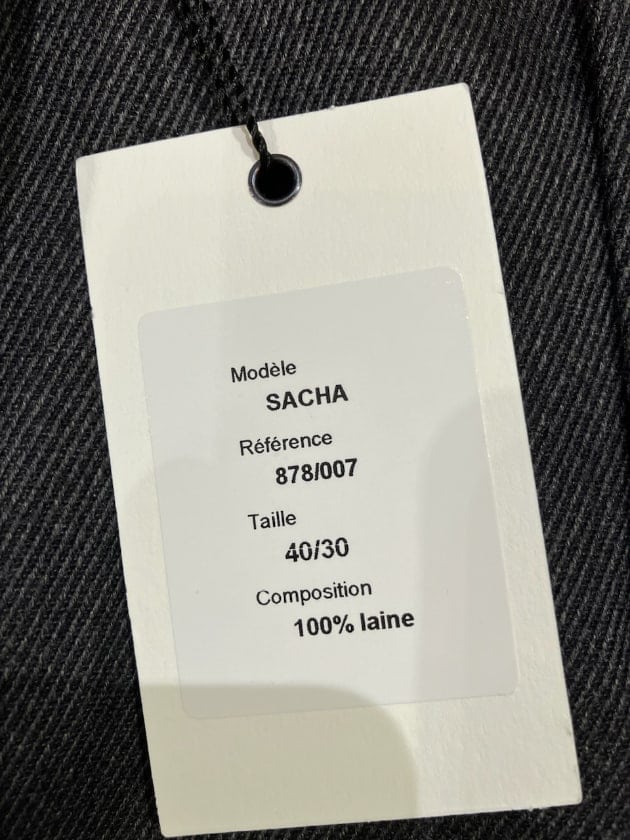 Modèle
SACHA
Référence
878/007
Taille
40/30
Composition
100% laine